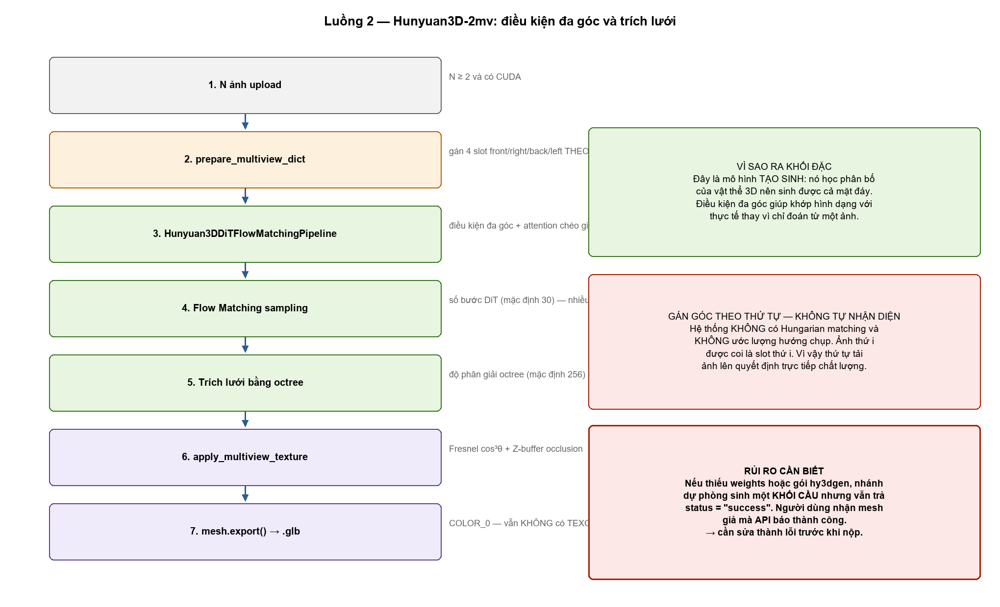 Luồng 2 — Hunyuan3D-2mv: điều kiện đa góc và trích lưới
1. N ảnh upload
N ≥ 2 và có CUDA
2. prepare_multiview_dict
gán 4 slot front/right/back/left THEO
3. Hunyuan3DDiTFlowMatchingPipeline
điều kiện đa góc + attention chéo gi
4. Flow Matching sampling
số bước DiT (mặc định 30) — nhiều
5. Trích lưới bằng octree
độ phân giải octree (mặc định 256)
6. apply_multiview_texture
Fresnel cos³θ + Z-buffer occlusion
7. mesh.export() → .glb
COLOR_0 — vẫn KHÔNG có TEXC
VÌ SAO RA KHỐI ĐẶC
Đây là mô hình TẠO SINH: nó học phân bố
của vật thể 3D nên sinh được cả mặt đáy.
Điều kiện đa góc giúp khớp hình dạng với
thực tế thay vì chỉ đoán từ một ảnh.
GÁN GÓC THEO THỨ TỰ — KHÔNG TỰ NHẬN DIỆN
Hệ thống KHÔNG có Hungarian matching và
KHÔNG ước lượng hướng chụp. Ảnh thứ i
được coi là slot thứ i. Vì vậy thứ tự tải
ảnh lên quyết định trực tiếp chất lượng.
RỦI RO CẦN BIẾT
Nếu thiếu weights hoặc gói hy3dgen, nhánh
dự phòng sinh một KHỐI CẦU nhưng vẫn trả
status = "success". Người dùng nhận mesh
giả mà API báo thành công.
→ cần sửa thành lỗi trước khi nộp.